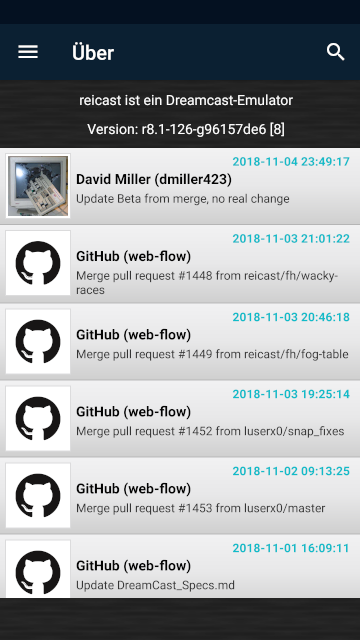 Über
reicast ist ein Dreamcast-Emulator
Version: r8.1-126-g96157de6 [8]
2018-11-04 23:49:17
David Miller (dmiller423)
Update Beta from merge, no real change
2018-11-03 21:01:22
GitHub (web-flow)
Merge pull request #1448 from reicast/fh/wacky-
races
2018-11-03 20:46:18
GitHub (web-flow)
Merge pull request #1449 from reicast/fh/fog-table
2018-11-03 19:25:14
GitHub (web-flow)
Merge pull request #1452 from luserx0/snap_fixes
2018-11-02 09:13:25
GitHub (web-flow)
Merge pull request #1453 from luserx0/master
2018-11-01 16:09:11
GitHub (web-flow)
Update DreamCast_Specs.md